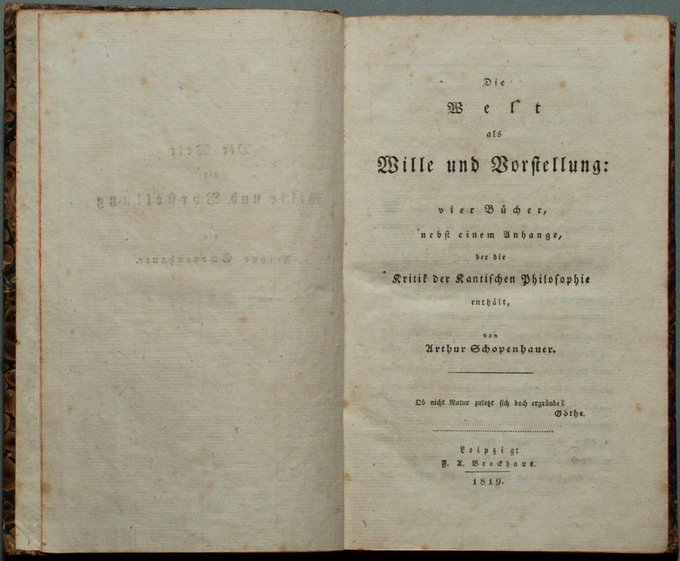 Die
Welt
als
Wille und Vorstellung:
vier Bücher,
nebst einem Anhange,
der die
Kritik der Kantischen Philosophie
enthält,
von
Arthur Schopenhauer.
Ob nicht Natur zuletzt sich doch ergründe?
Göthe.
Leipzig:
F. A. Brockhaus.
1819.